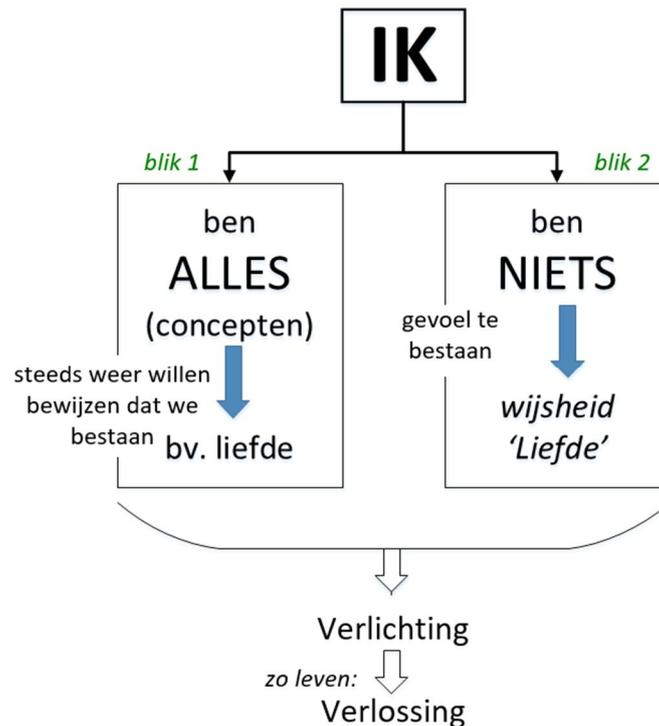 IK
blik 1
ben
ALLES
(concepten)
steeds weer willen
bewijzen dat we
bestaan
bv. liefde
blik 2
ben
NIETS
gevoel te
bestaan
wijsheid
‘Liefde’
Verlichting
zo leven:
Verlossing